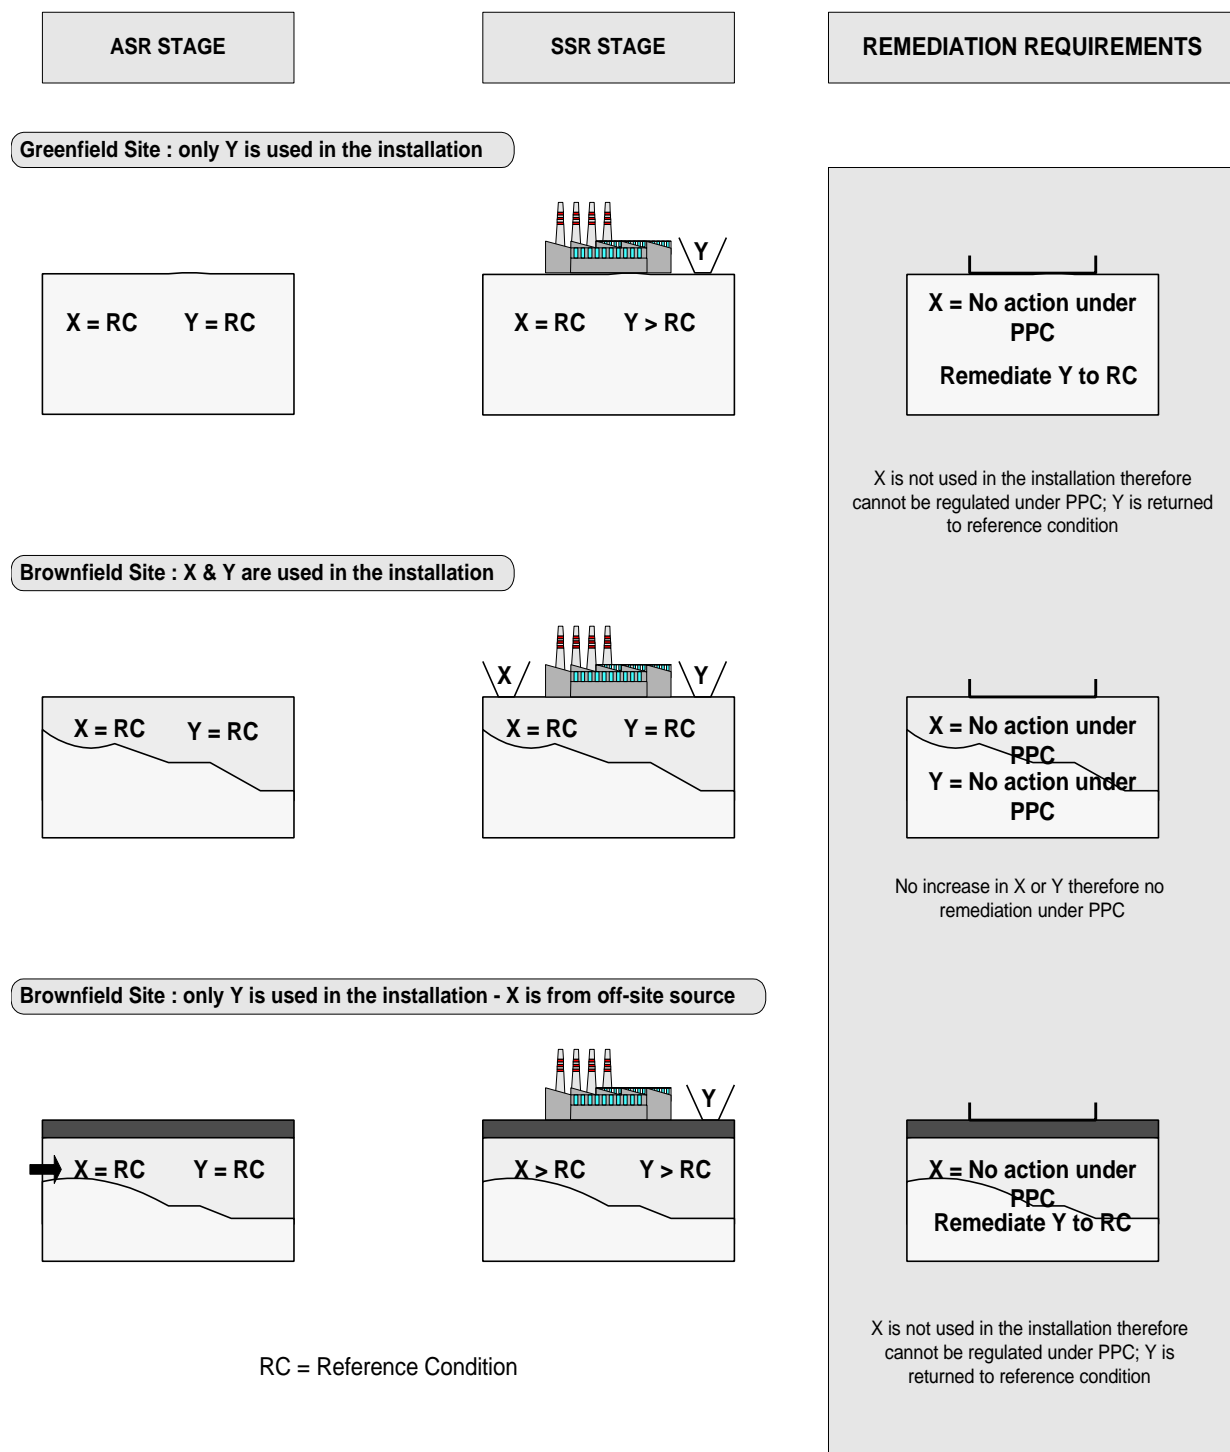 ASR STAGE
SSR STAGE
REMEDIATION REQUIREMENTS
Greenfield Site : only Y is used in the installation
Y
X = RC Y = RC
X = RC Y > RC
X = No action under
PPC
Remediate Y to RC
X is not used in the installation therefore
cannot be regulated under PPC; Y is returned
to reference condition
Brownfield Site : X & Y are used in the installation
X Y
X = RC Y = RC
X = RC Y = RC
X = No action under
PPC
Y = No action under
PPC
No increase in X or Y therefore no
remediation under PPC
Brownfield Site : only Y is used in the installation - X is from off-site source
Y
X = RC Y = RC
X > RC Y > RC
X = No action under
PPC
Remediate Y to RC
X is not used in the installation therefore
cannot be regulated under PPC; Y is
returned to reference condition
RC = Reference Condition